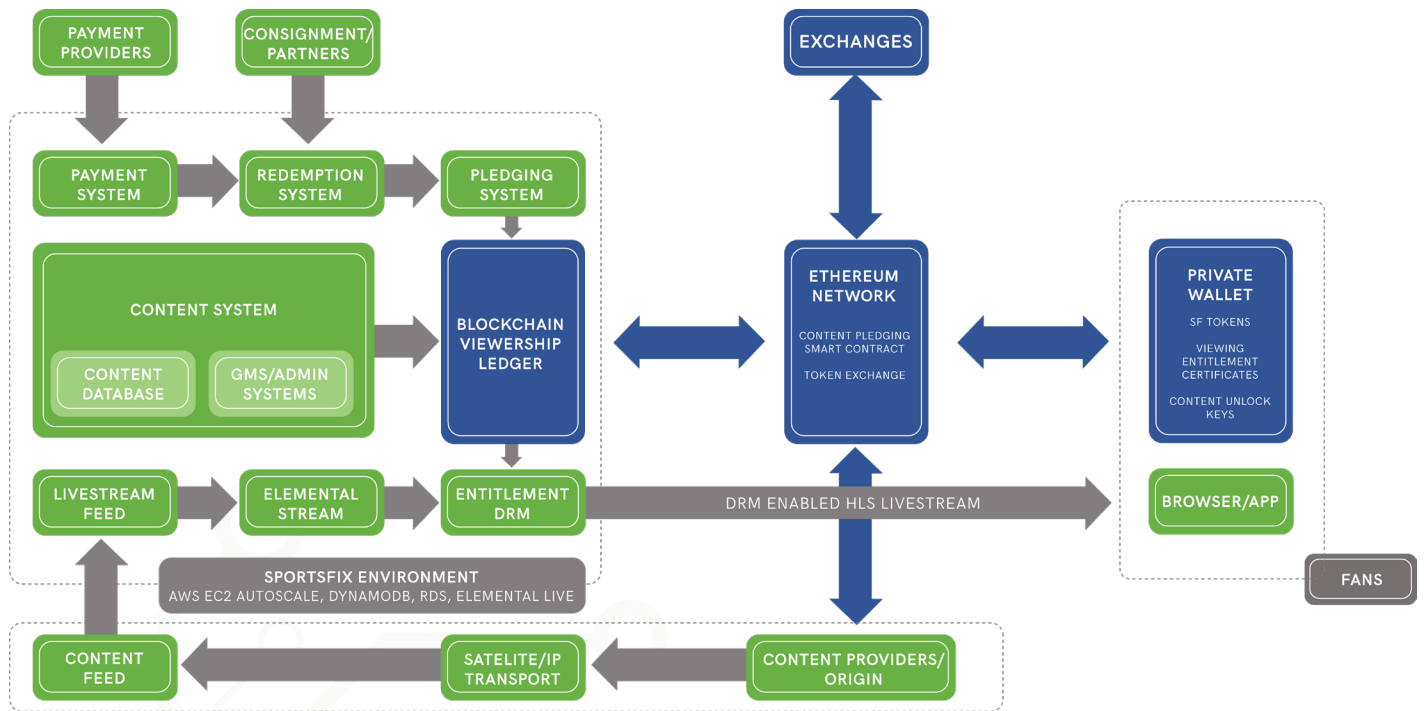 PAYMENT
PROVIDERS
CONSIGNMENT/
PARTNERS
EXCHANGES
PAYMENT
SYSTEM
REDEMPTION
SYSTEM
PLEDGING
SYSTEM
CONTENT SYSTEM
CONTENT
DATABASE
GMS/ADMIN
SYSTEMS
BLOCKCHAIN
VIEWERSHIP
LEDGER
ETHEREUM
NETWORK
CONTENT PLEDGING
SMART CONTRACT
TOKEN EXCHANGE
PRIVATE
WALLET
SF TOKENS
VIEWING
ENTITLEMENT
CERTIFICATES
CONTENT UNLOCK
KEYS
LIVESTREAM
FEED
ELEMENTAL
STREAM
ENTITLEMENT
DRM
DRM ENABLED HLS LIVESTREAM
BROWSER/APP
SPORTSFIX ENVIRONMENT
AWS EC2 AUTOSCALE, DYNAMODB, RDS, ELEMENTAL LIVE
FANS
CONTENT
FEED
SATELITE/IP
TRANSPORT
CONTENT PROVIDERS/
ORIGIN